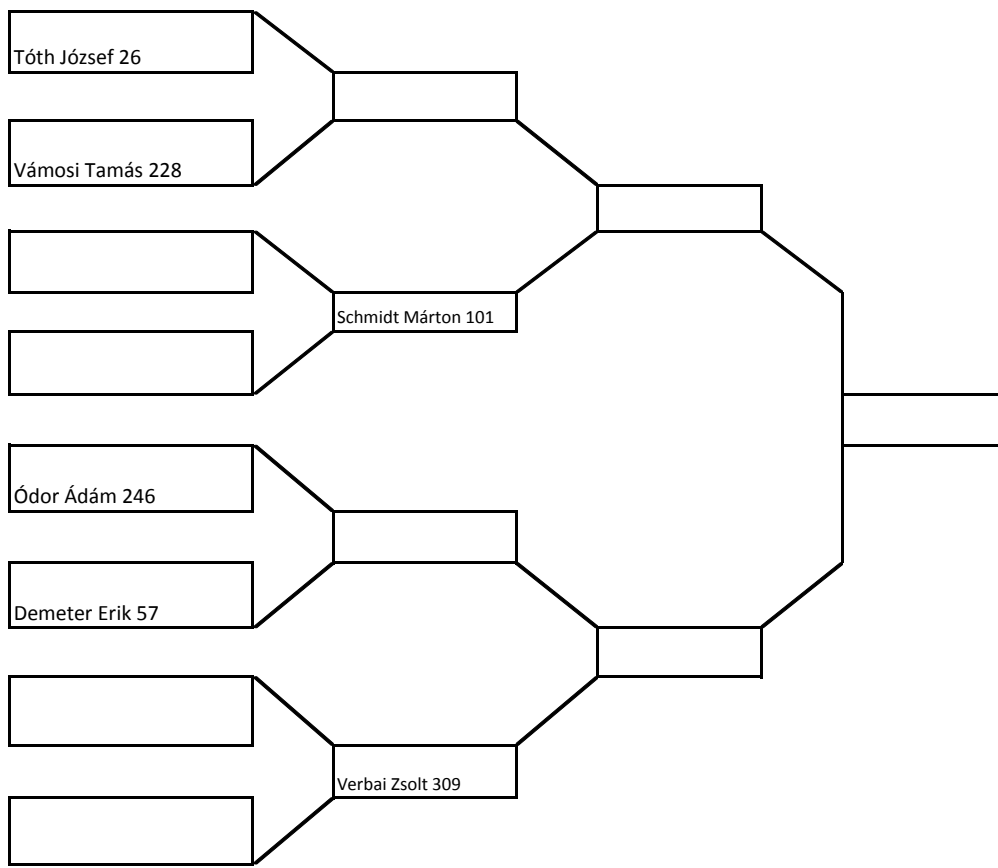 Tóth József 26
Vámosi Tamás 228
Schmidt Márton 101
Ódor Ádám 246
Demeter Erik 57
Verbai Zsolt 309